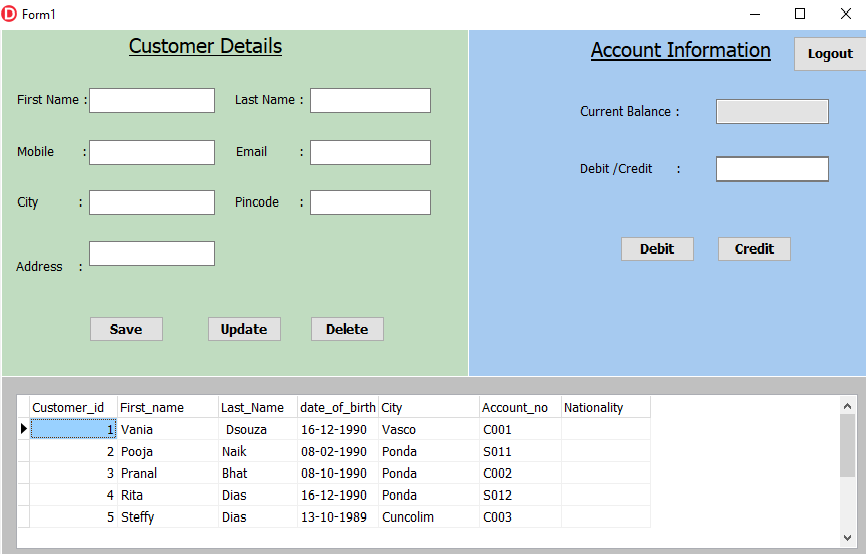 D Form1
Customer Details
Account Information
Logout
First Name : Last Name :
Current Balance :
Mobile : Email :
Debit /Credit :
City : Pincode :
Address :
Debit Credit
Save Update Delete
Customer_id First_name Last_Name date_of_birth City Account_no Nationality
1 Vania Dsouza 16-12-1990 Vasco C001
2 Pooja Naik 08-02-1990 Ponda S011
3 Pranal Bhat 08-10-1990 Ponda C002
4 Rita Dias 16-12-1990 Ponda S012
5 Steffy Dias 13-10-1989 Cuncolim C003